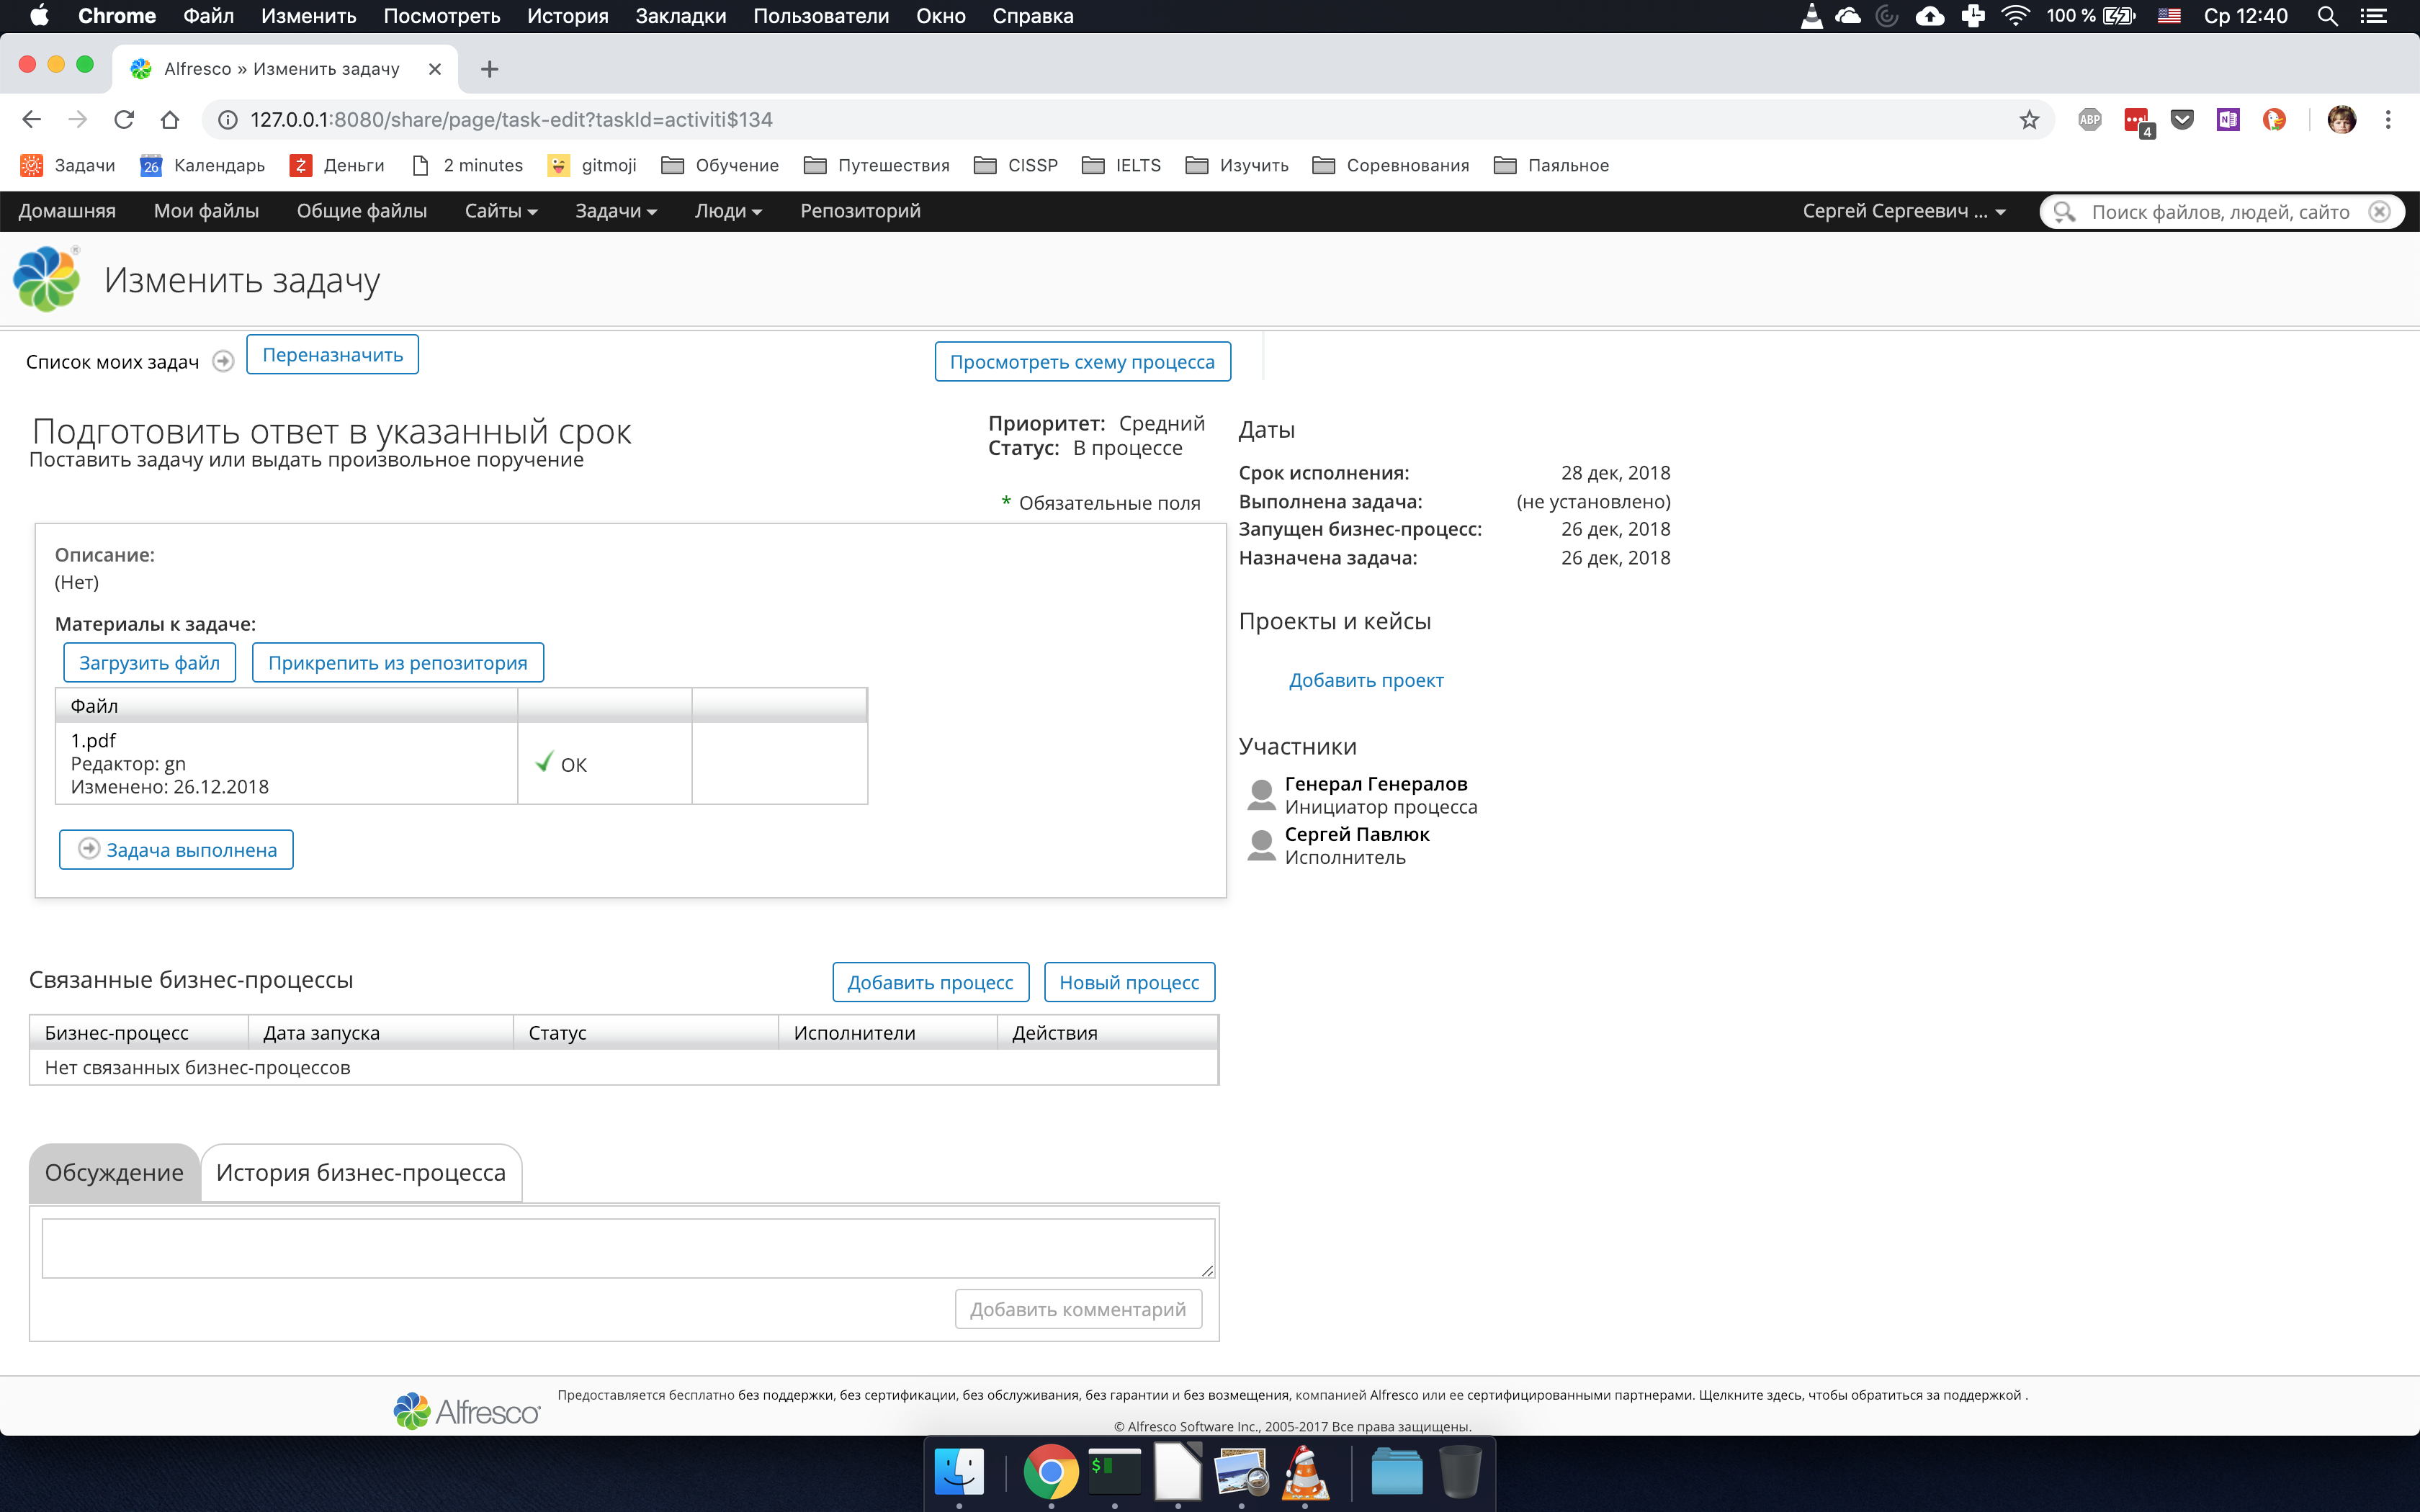 Chrome Файл Изменить Посмотреть История Закладки Пользователи Окно Справка 100 % Ср 12:40
Alfresco » Изменить задачу
127.0.0.1:8080/share/page/task-edit?taskId=activiti$134 ABP 4 N
Задачи 26 Календарь Ż Деньги 2 minutes gitmoji Обучение Путешествия CISSP IELTS Изучить Соревнования Паяльное
Домашняя Мои файлы Общие файлы Сайты Задачи Люди Репозиторий Сергей Сергеевич ... Поиск файлов, людей, сайто
Изменить задачу
Список моих задач Переназначить Просмотреть схему процесса
Подготовить ответ в указанный срок
Поставить задачу или выдать произвольное поручение
Приоритет: Средний
Статус: В процессе
* Обязательные поля
Описание:
(Нет)
Материалы к задаче:
Загрузить файл Прикрепить из репозитория
Файл
1.pdf
Редактор: gn
Изменено: 26.12.2018
ОК
Задача выполнена
Даты
Срок исполнения: 28 дек, 2018
Выполнена задача: (не установлено)
Запущен бизнес-процесс: 26 дек, 2018
Назначена задача: 26 дек, 2018
Проекты и кейсы
Добавить проект
Участники
Генерал Генералов
Инициатор процесса
Сергей Павлюк
Исполнитель
Связанные бизнес-процессы Добавить процесс Новый процесс
Бизнес-процесс Дата запуска Статус Исполнители Действия
Нет связанных бизнес-процессов
Обсуждение История бизнес-процесса
Добавить комментарий
Alfresco
Предоставляется бесплатно без поддержки, без сертификации, без обслуживания, без гарантии и без возмещения, компанией Alfresco или ее сертифицированными партнерами. Щелкните здесь, чтобы обратиться за поддержкой .
© Alfresco Software Inc., 2005-2017 Все права защищены.
$